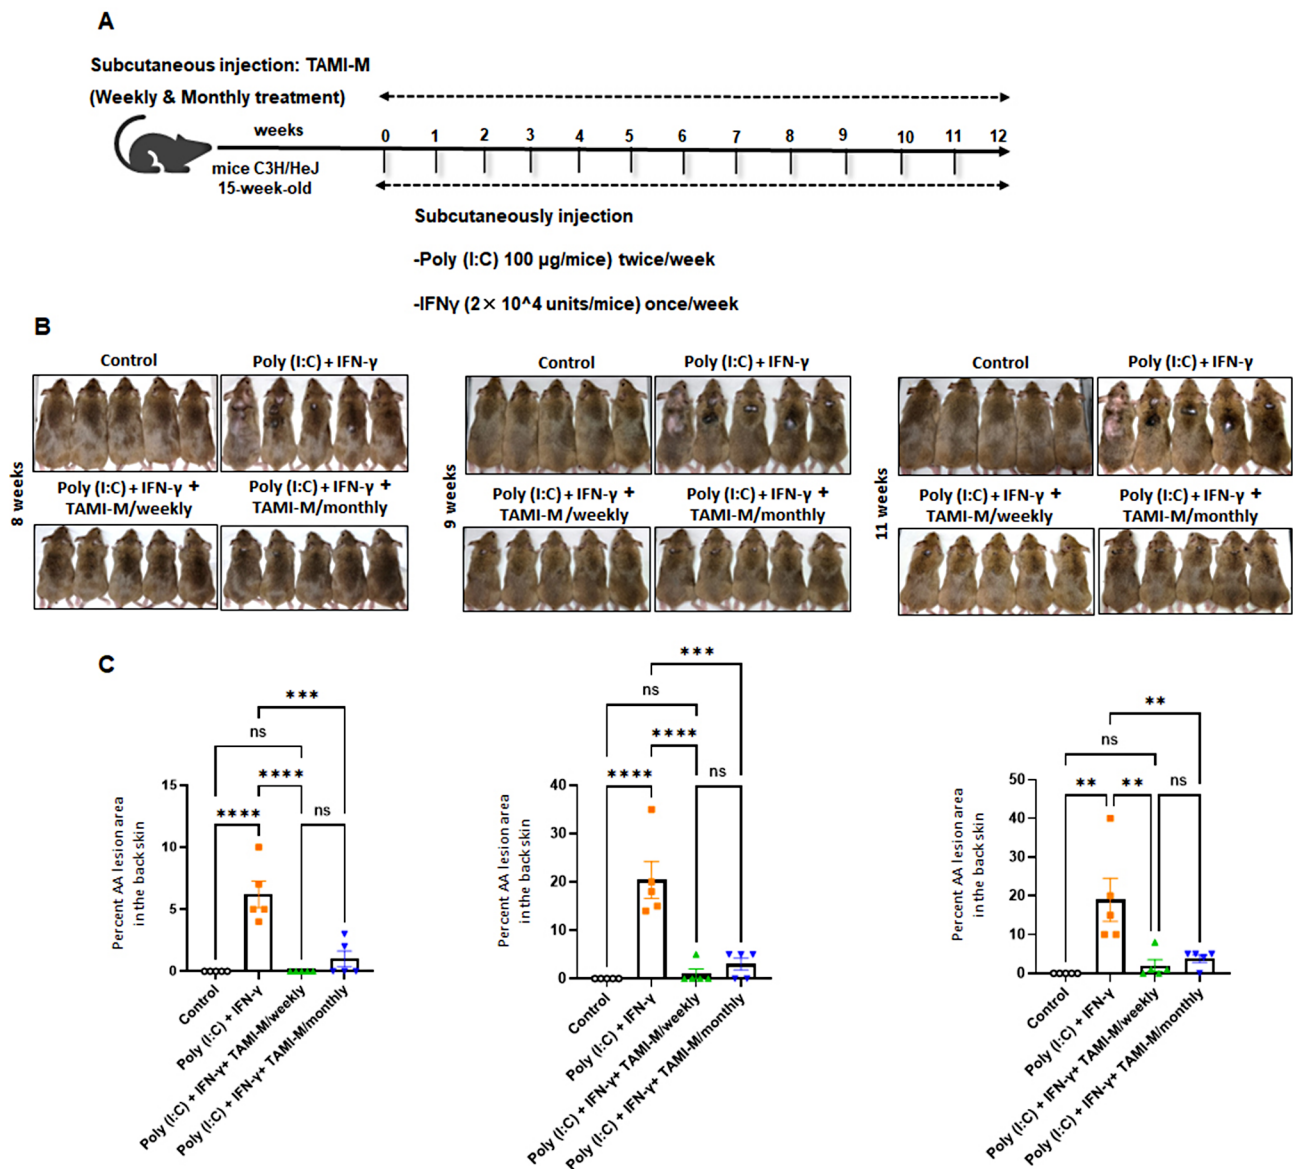 A
Subcutaneous injection: TAMI-M
(Weekly & Monthly treatment)
weeks
0 1 2 3 4 5 6 7 8 9 10 11 12
mice C3H/HeJ
15-week-old
Subcutaneously injection
-Poly (I:C) 100 µg/mice) twice/week
-IFNγ (2× 10^4 units/mice) once/week
B
8 weeks
Control
Poly (I:C) + IFN-γ
Poly (I:C) + IFN-γ +
TAMI-M/weekly
Poly (I:C) + IFN-γ +
TAMI-M/monthly
9 weeks
Control
Poly (I:C) + IFN-γ
Poly (I:C) + IFN-γ +
TAMI-M/weekly
Poly (I:C) + IFN-γ +
TAMI-M/monthly
11 weeks
Control
Poly (I:C) + IFN-γ
Poly (I:C) + IFN-γ +
TAMI-M/weekly
Poly (I:C) + IFN-γ +
TAMI-M/monthly
C
Percent AA lesion area
in the back skin
15
10
5
0
***
ns
****
****
ns
Control
Poly (I:C) + IFN-γ
Poly (I:C) + IFN-γ+ TAMI-M/weekly
Poly (I:C) + IFN-γ+ TAMI-M/monthly
Percent AA lesion area
in the back skin
40
30
20
10
0
***
ns
****
****
ns
Control
Poly (I:C) + IFN-γ
Poly (I:C) + IFN-γ+ TAMI-M/weekly
Poly (I:C) + IFN-γ+ TAMI-M/monthly
Percent AA lesion area
in the back skin
50
40
30
20
10
0
**
ns
**
**
ns
Control
Poly (I:C) + IFN-γ
Poly (I:C) + IFN-γ+ TAMI-M/weekly
Poly (I:C) + IFN-γ+ TAMI-M/monthly